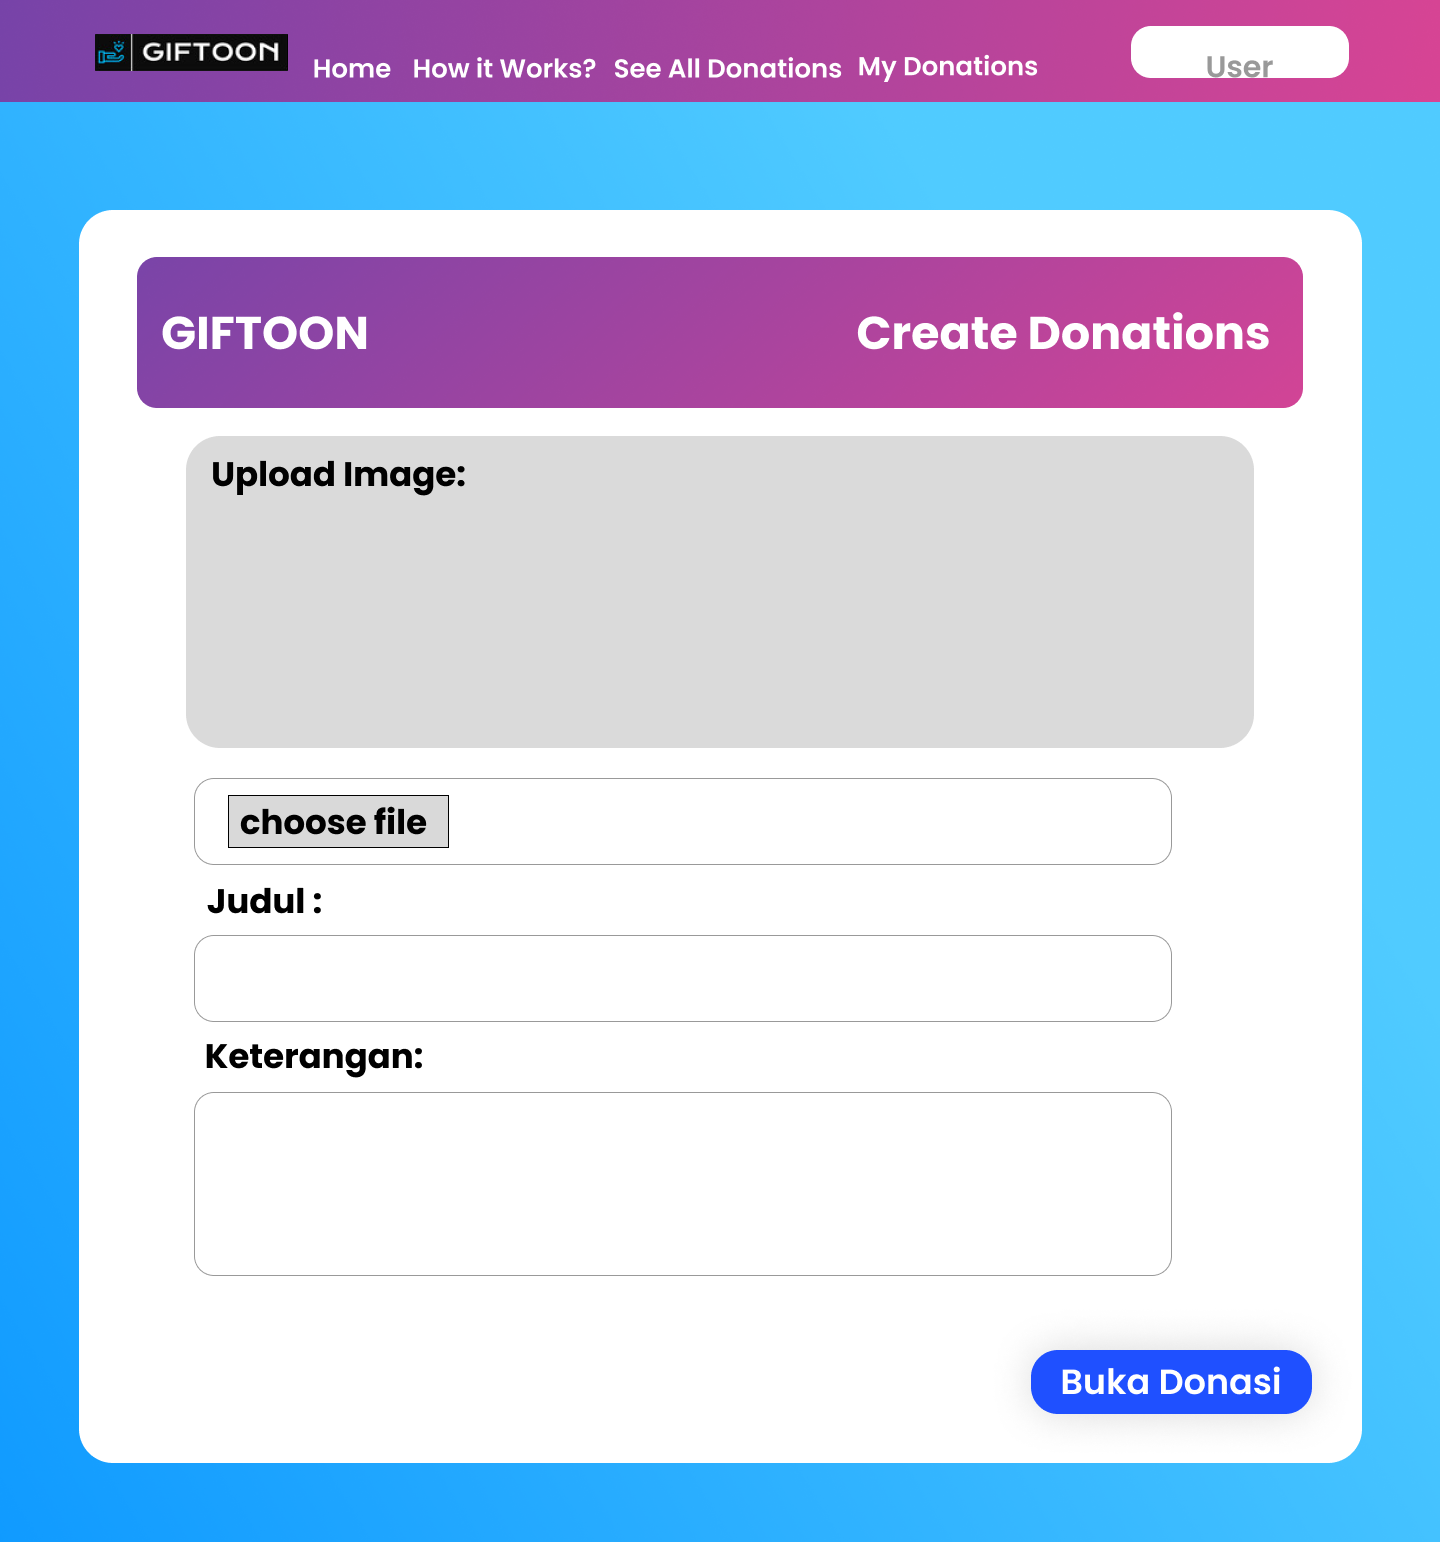 GIFTOON
Home How it Works? See All Donations My Donations
User
GIFTOON
Create Donations
Upload Image:
choose file
Judul :
Keterangan:
Buka Donasi